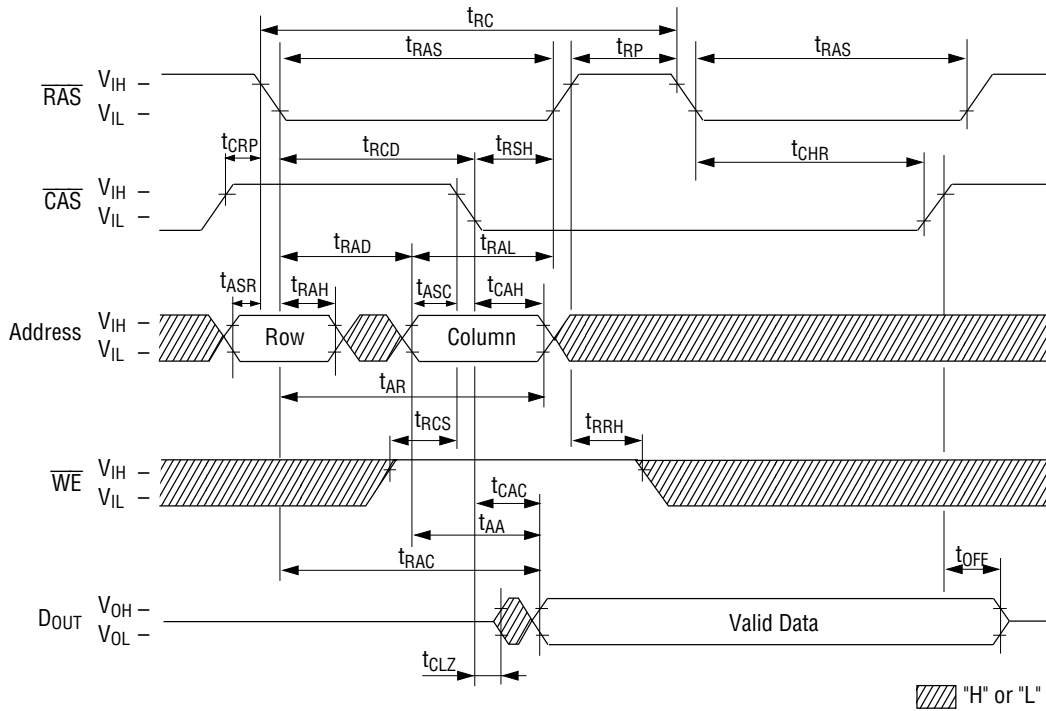 tRC
tRAS tRP tRAS
RAS VIH
VIL
tCRP tRCD tRSH tCHR
CAS VIH
VIL
tRAD tRAL
tASR tRAH tASC tCAH
Address VIH
VIL
Row Column
tAR
tRCS tRRH
WE VIH
VIL
tCAC
tAA
tRAC tOFF
DOUT VOH
VOL
Valid Data
tCLZ
"H" or "L"